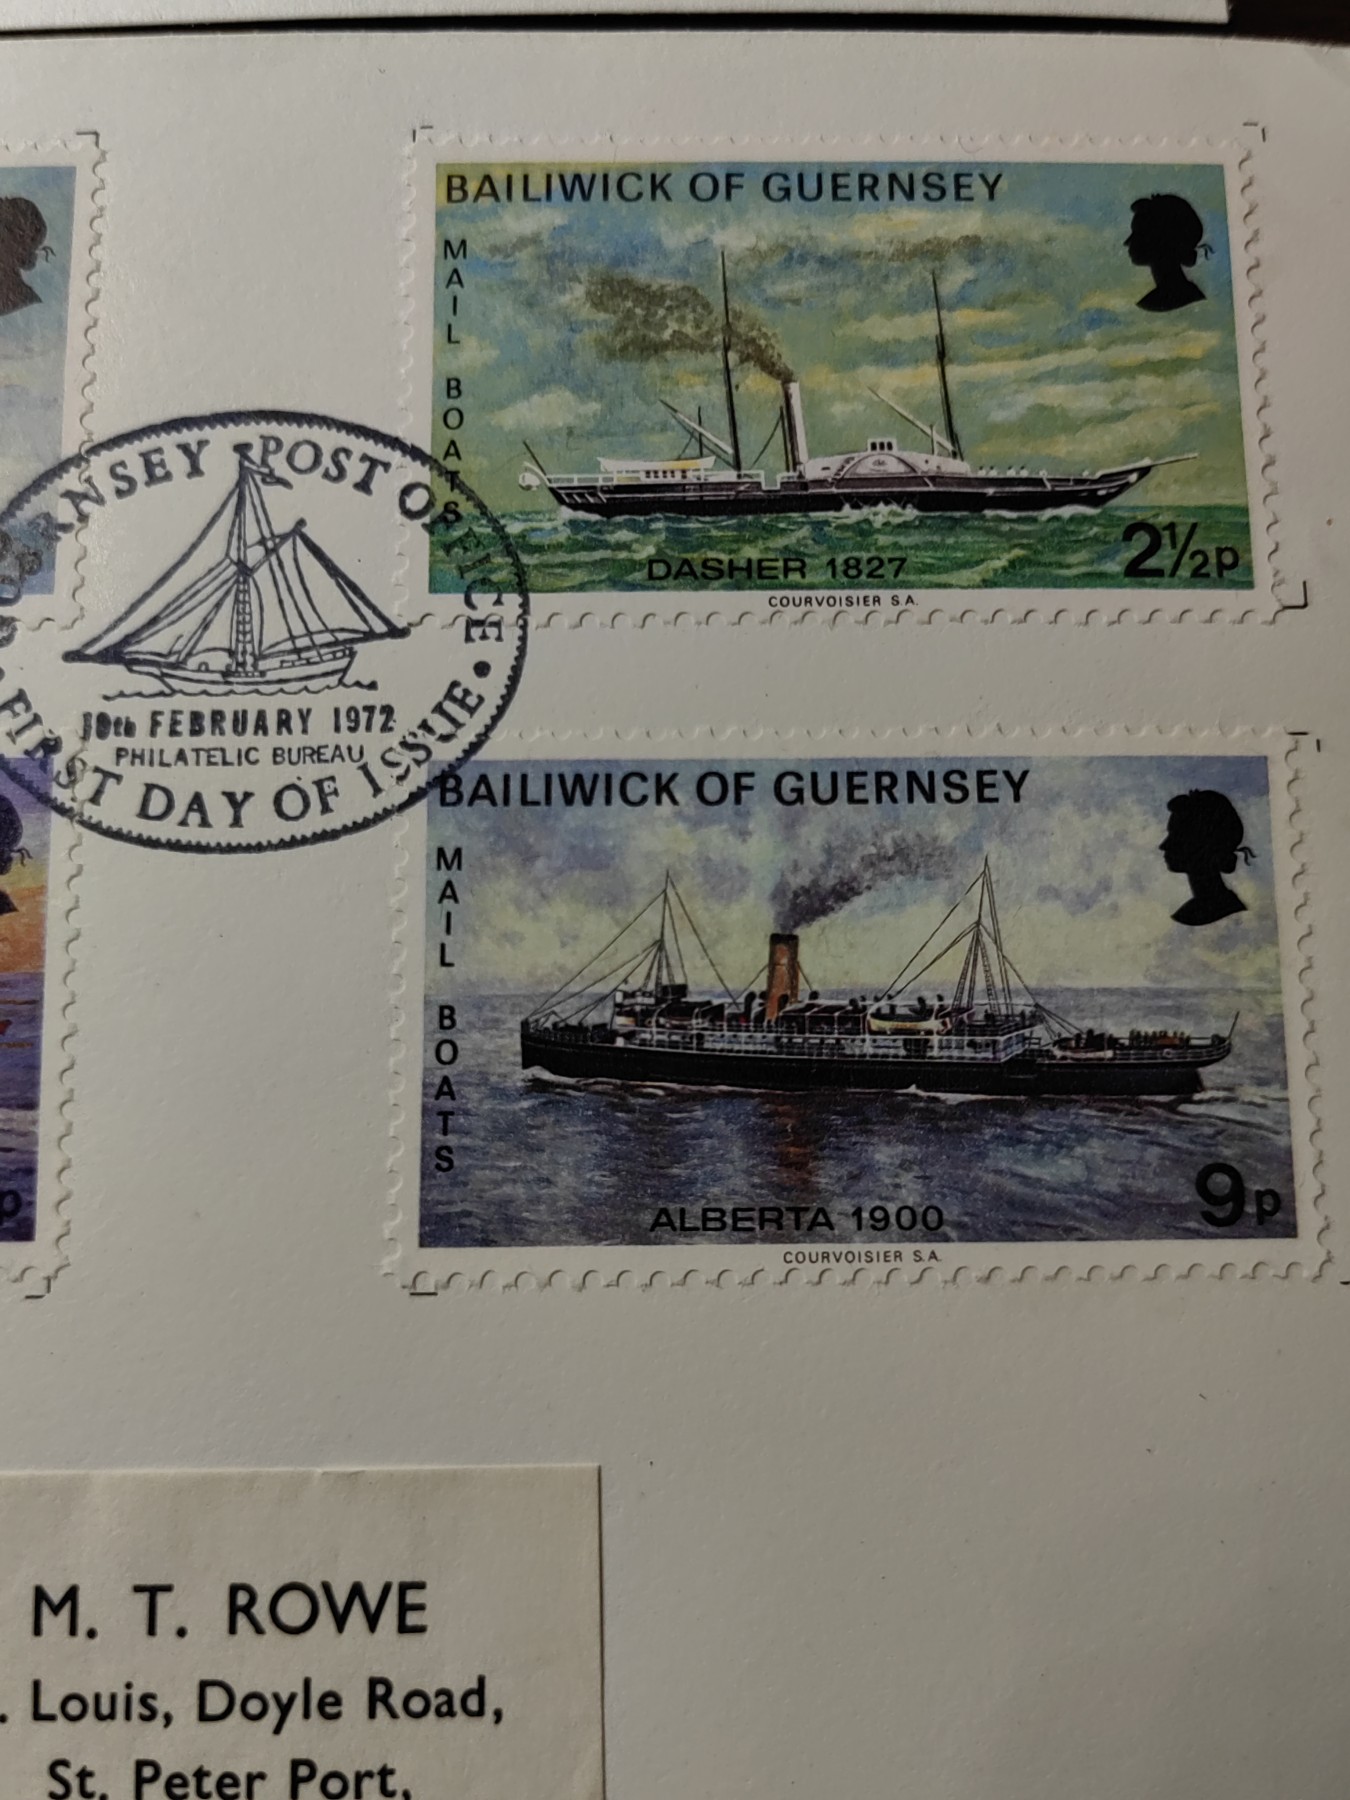 BAILIWICK OF GUERNSEY
MAIL BOATS
DASHER 1827
2½p
COURVOISIER S.A.
POST OFFICE
10th FEBRUARY 1972
PHILATELIC BUREAU
FIRST DAY OF ISSUE
BAILIWICK OF GUERNSEY
MAIL BOATS
ALBERTA 1900
9p
COURVOISIER S.A.
p
M. T. ROWE
. Louis, Doyle Road,
St. Peter Port,